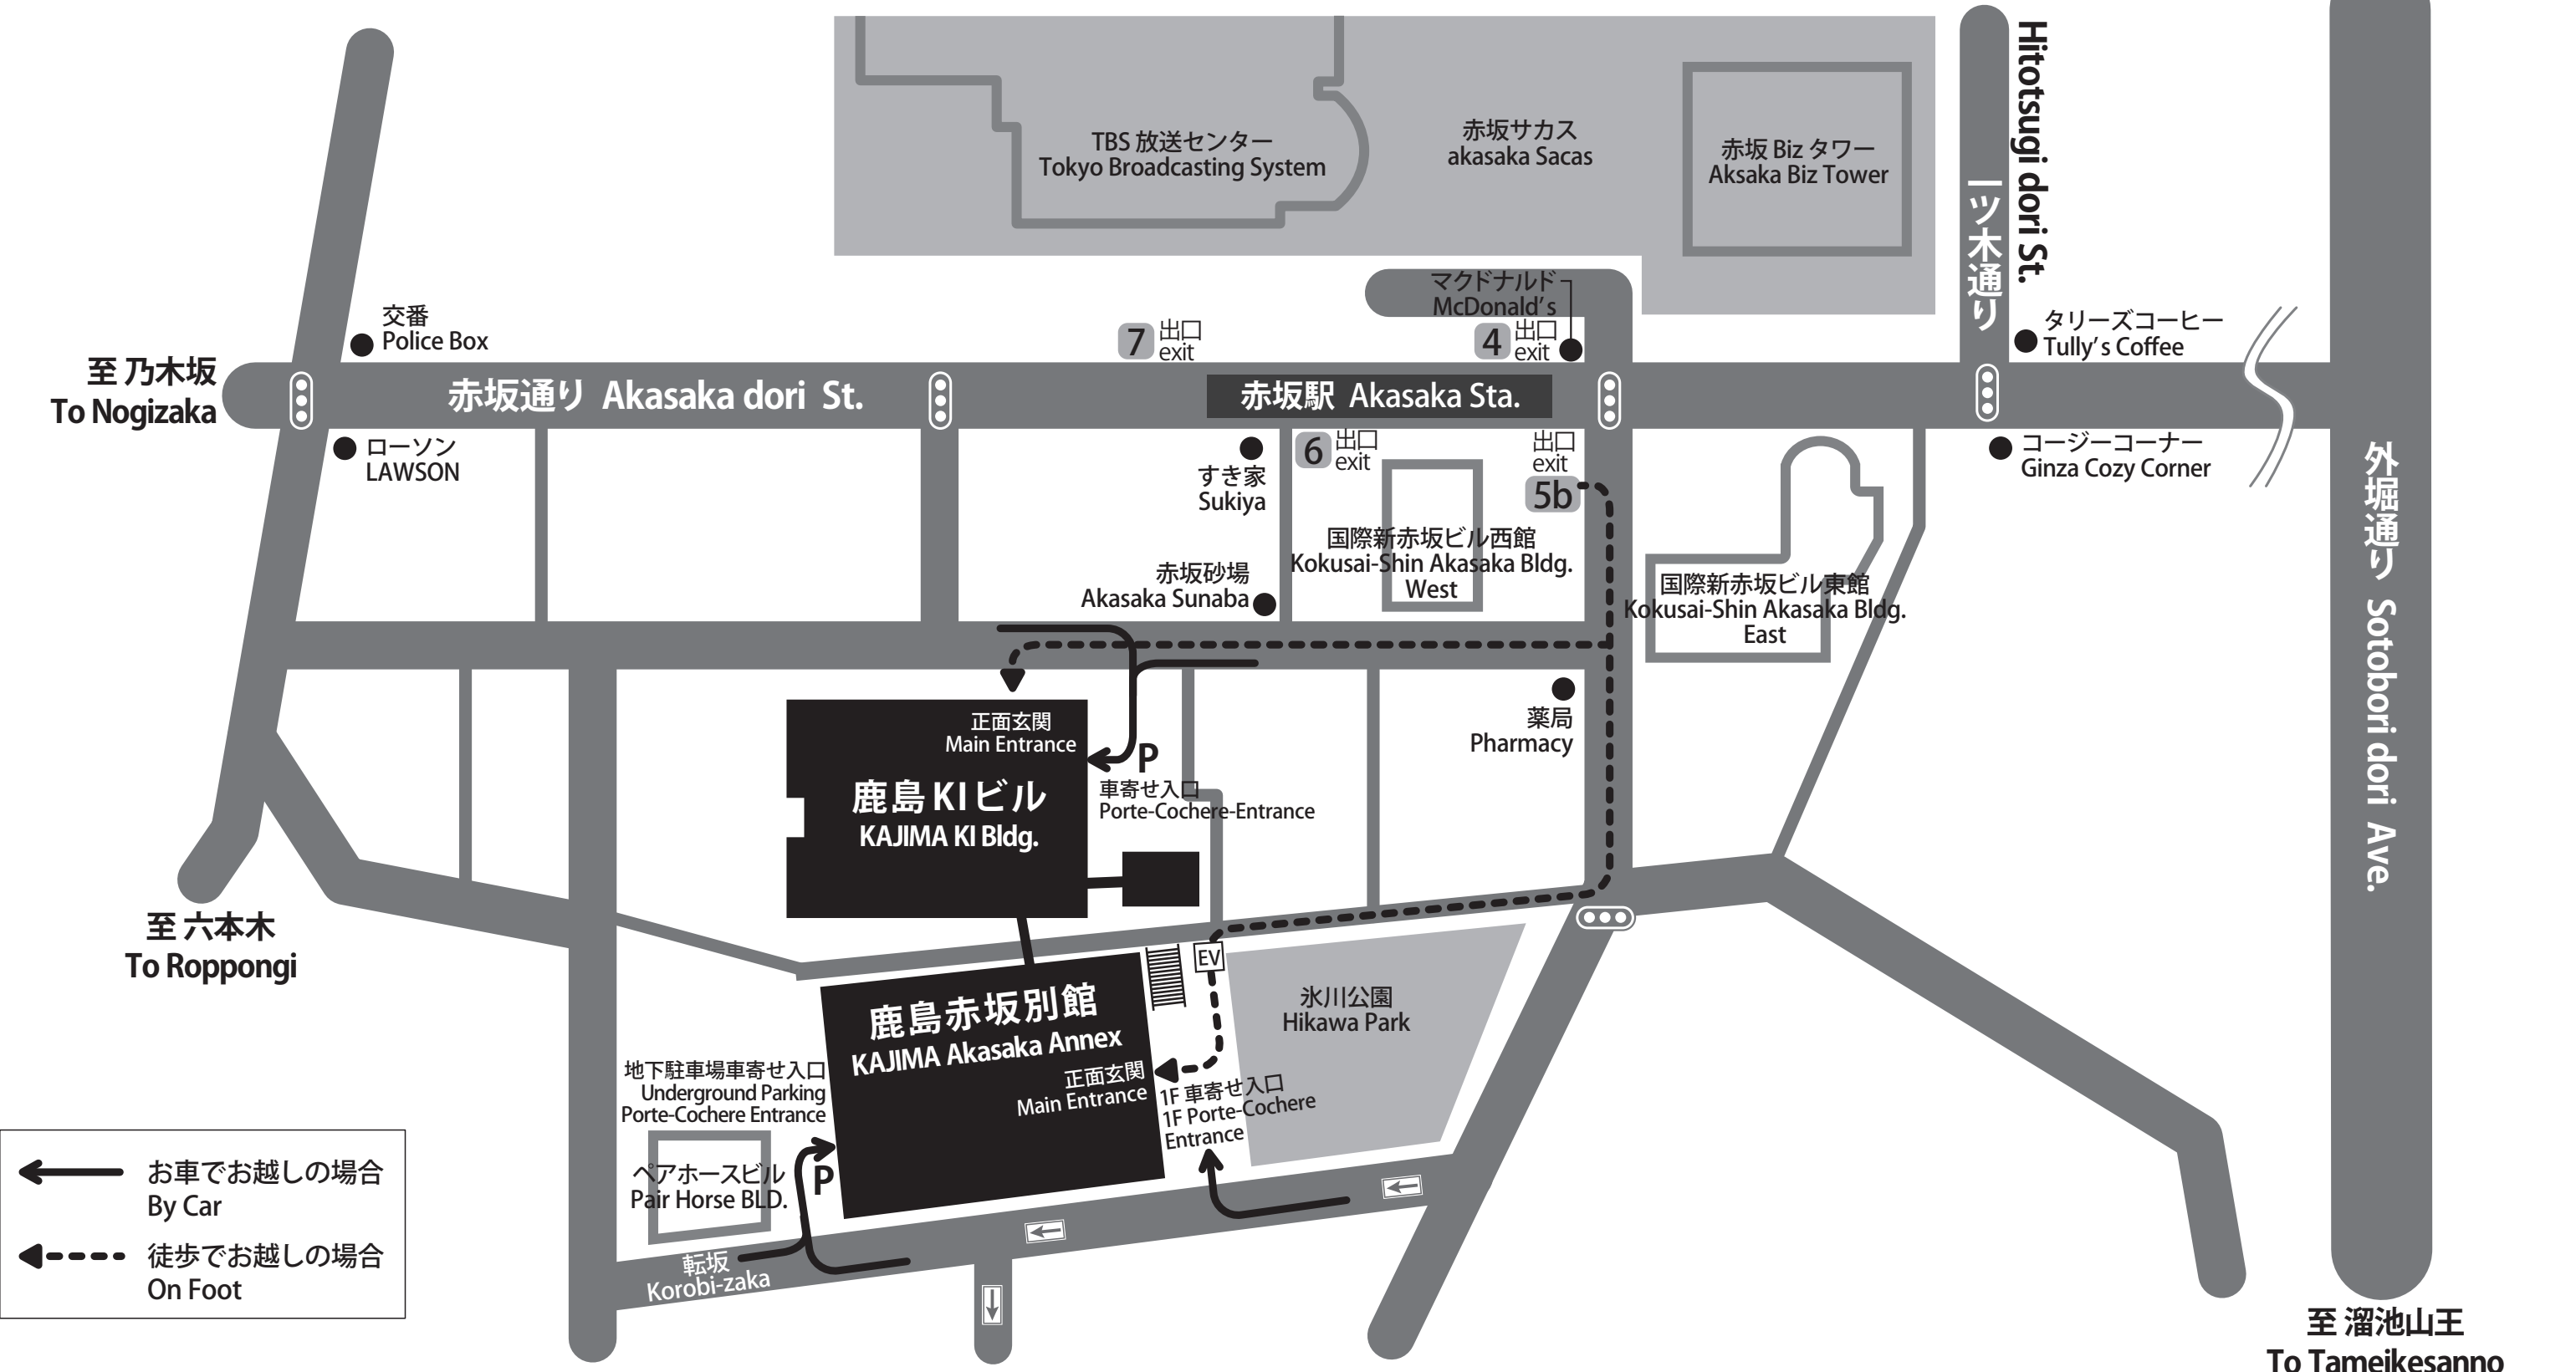 TBS 放送センター
Tokyo Broadcasting System
赤坂サカス
akasaka Sacas
赤坂 Biz タワー
Aksaka Biz Tower
一ツ木通り
Hitotsugi dori St.
マクドナルド
McDonald’s
交番
Police Box
7 出口
exit
4 出口
exit
タリーズコーヒー
Tully’s Coffee
至 乃木坂
To Nogizaka
赤坂通り Akasaka dori St.
赤坂駅 Akasaka Sta.
ローソン
LAWSON
すき家
Sukiya
6 出口
exit
出口
exit
5b
コージーコーナー
Ginza Cozy Corner
外堀通り Sotobori dori Ave.
国際新赤坂ビル西館
Kokusai-Shin Akasaka Bldg.
West
赤坂砂場
Akasaka Sunaba
国際新赤坂ビル東館
Kokusai-Shin Akasaka Bldg.
East
正面玄関
Main Entrance
鹿島 KI ビル
KAJIMA KI Bldg.
P
車寄せ入口
Porte-Cochere-Entrance
薬局
Pharmacy
至 六本木
To Roppongi
EV
氷川公園
Hikawa Park
鹿島赤坂別館
KAJIMA Akasaka Annex
正面玄関
Main Entrance
1F 車寄せ入口
1F Porte-Cochere
Entrance
地下駐車場車寄せ入口
Underground Parking
Porte-Cochere Entrance
P
ペアホースビル
Pair Horse BLD.
転坂
Korobi-zaka
お車でお越しの場合
By Car
徒歩でお越しの場合
On Foot
至 溜池山王
To Tameikesanno